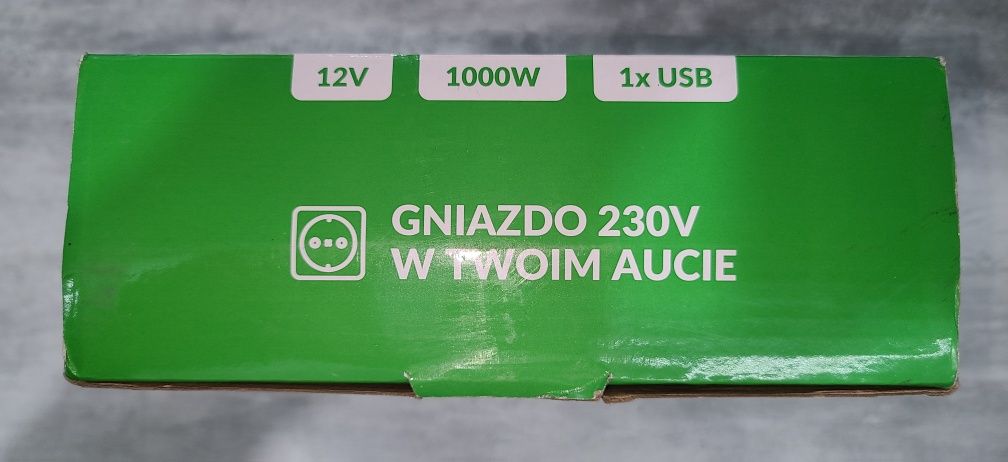 12V 1000W 1x USB
GNIAZDO 230V
W TWOIM AUCIE